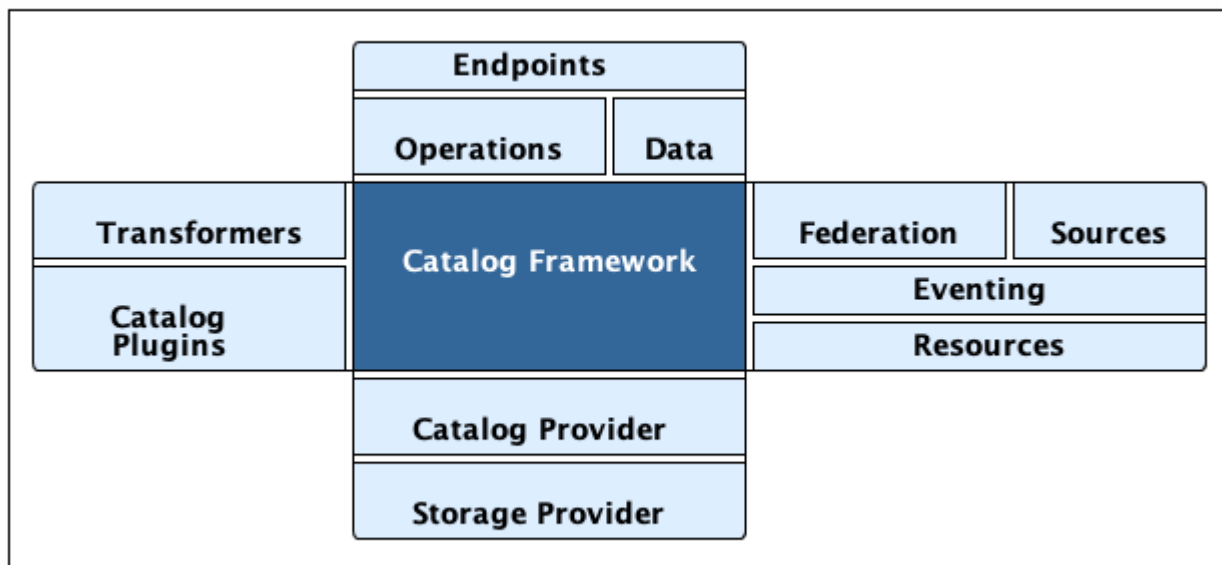 Endpoints
Operations
Data
Transformers
Catalog Framework
Federation
Sources
Catalog
Plugins
Eventing
Resources
Catalog Provider
Storage Provider